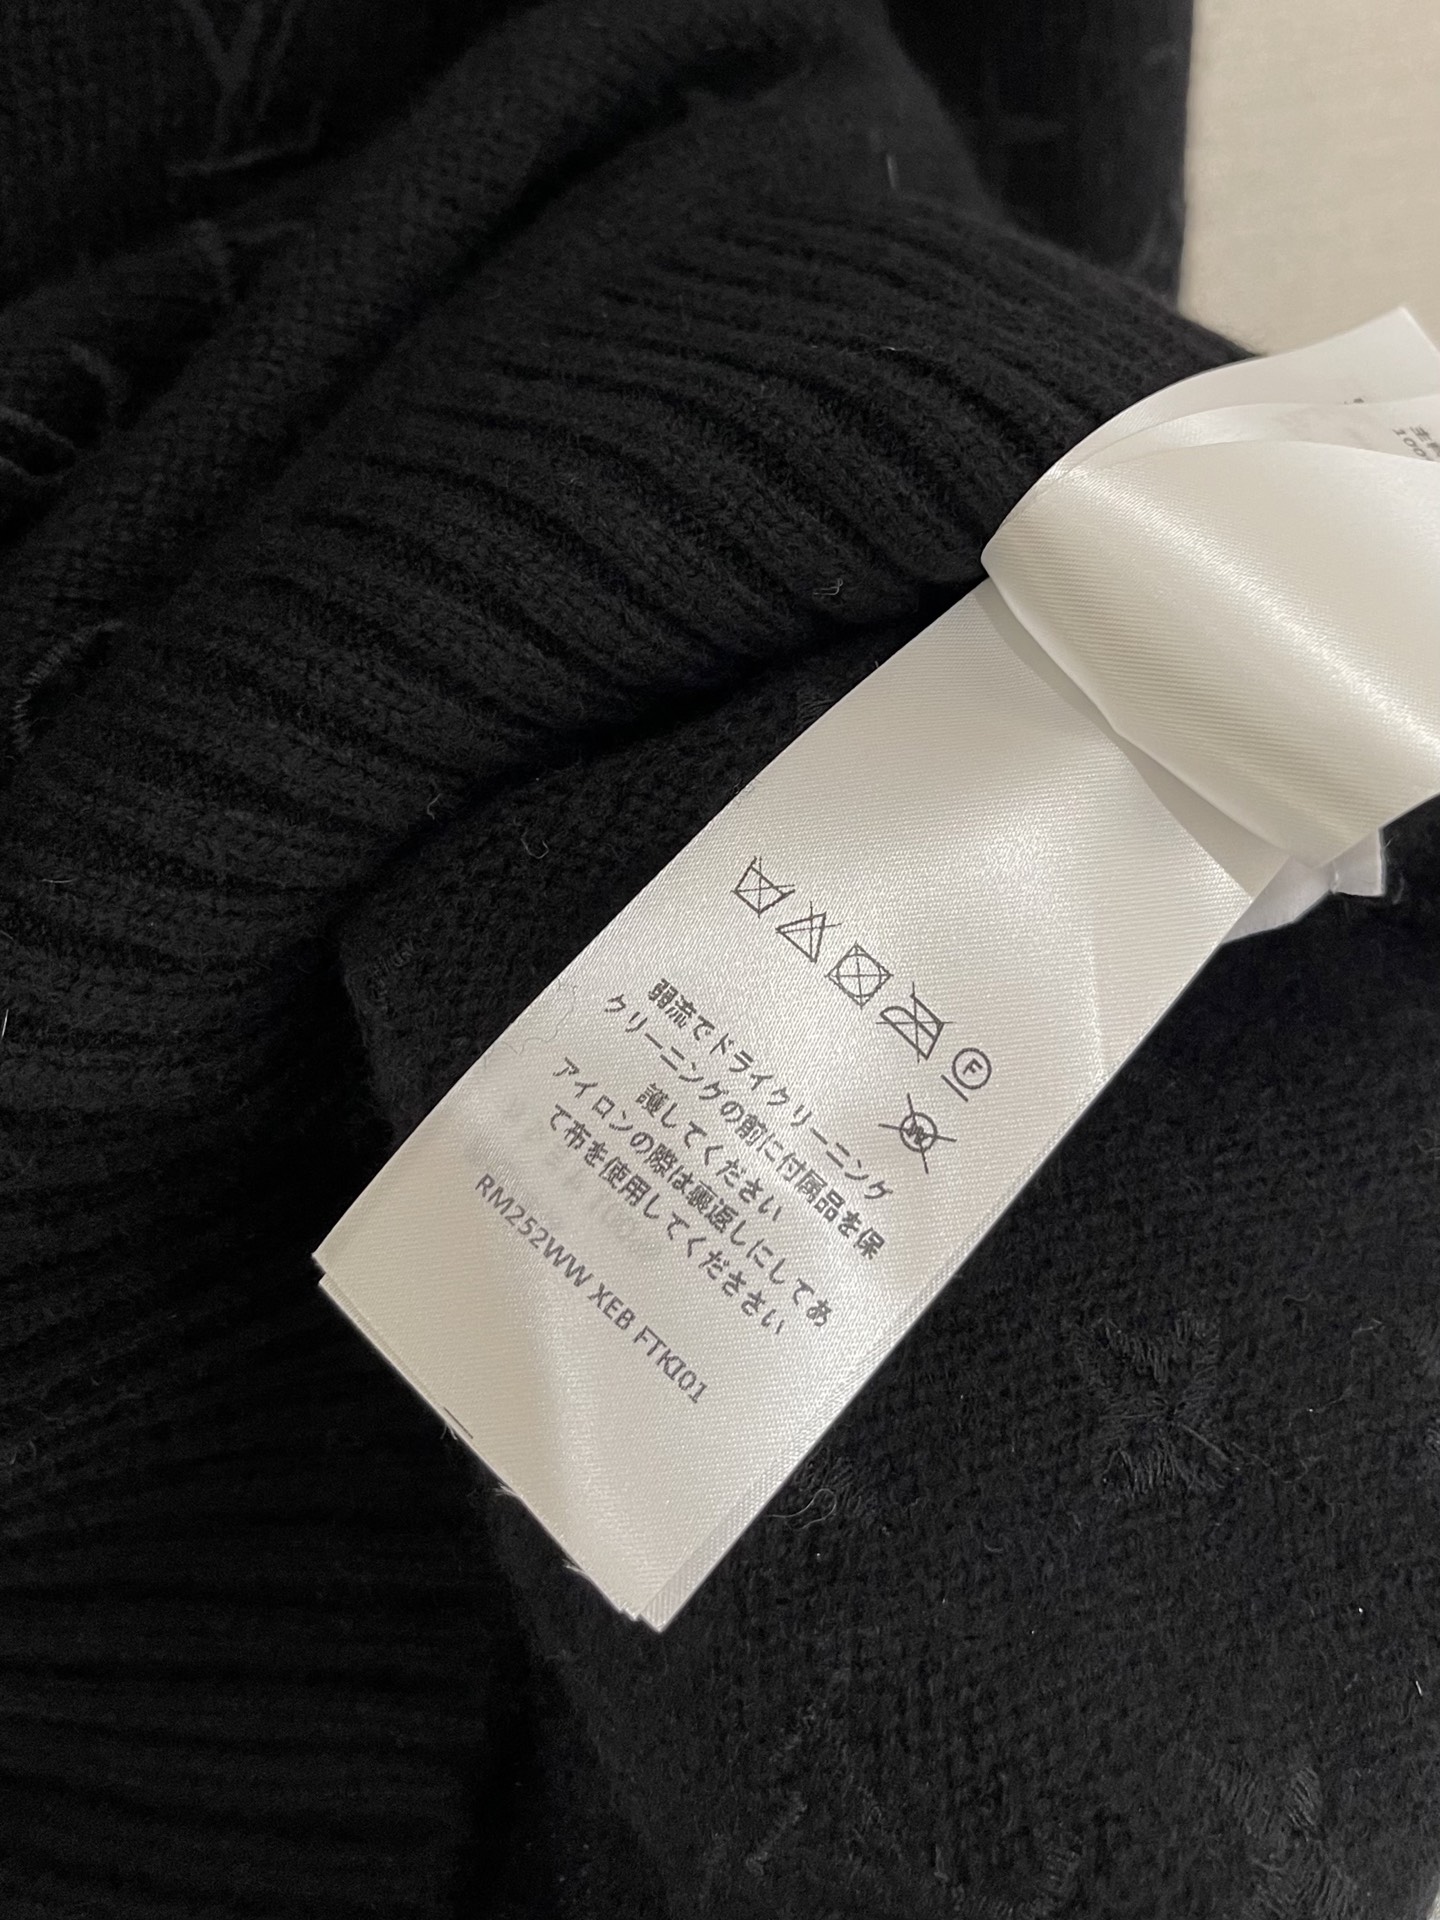 F
W
弱流でドライクリーニング
クリーニングの前に付属品を保
護してください
アイロンの際は裏返しにしてあ
て布を使用してくださささい
RM252WW XEB FTKI01